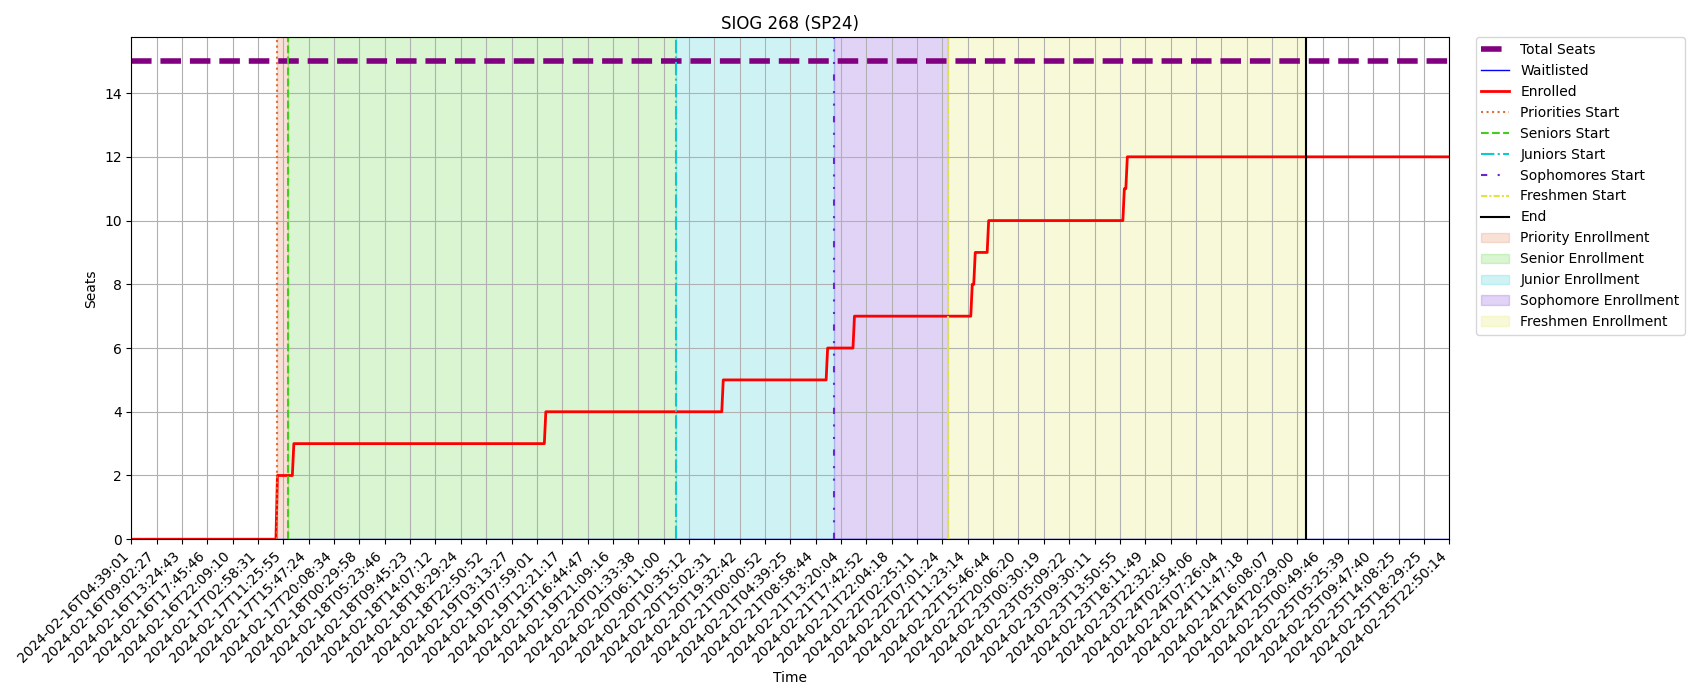 SIOG 268 (SP24)
Total Seats
Waitlisted
Enrolled
Priorities Start
Seniors Start
Juniors Start
Sophomores Start
Freshmen Start
End
Priority Enrollment
Senior Enrollment
Junior Enrollment
Sophomore Enrollment
Freshmen Enrollment
Seats
14
12
10
8
6
4
2
0
2024-02-16T04:39:01
2024-02-16T09:02:27
2024-02-16T13:24:43
2024-02-16T17:45:46
2024-02-16T22:09:10
2024-02-17T02:58:31
2024-02-17T11:25:55
2024-02-17T15:47:24
2024-02-17T20:08:34
2024-02-18T00:29:58
2024-02-18T05:23:46
2024-02-18T09:45:23
2024-02-18T14:07:12
2024-02-18T18:29:24
2024-02-18T22:50:52
2024-02-19T03:13:27
2024-02-19T07:59:01
2024-02-19T12:21:17
2024-02-19T16:44:47
2024-02-19T21:09:16
2024-02-20T01:33:38
2024-02-20T06:11:00
2024-02-20T10:35:12
2024-02-20T15:02:31
2024-02-20T19:32:42
2024-02-21T00:00:52
2024-02-21T04:39:25
2024-02-21T08:58:44
2024-02-21T13:20:04
2024-02-21T17:42:52
2024-02-21T22:04:18
2024-02-22T02:25:11
2024-02-22T07:01:24
2024-02-22T11:23:14
2024-02-22T15:46:44
2024-02-22T20:06:20
2024-02-23T00:30:19
2024-02-23T05:09:22
2024-02-23T09:30:11
2024-02-23T13:50:55
2024-02-23T18:11:49
2024-02-23T22:32:40
2024-02-24T02:54:06
2024-02-24T07:26:04
2024-02-24T11:47:18
2024-02-24T16:08:07
2024-02-24T20:29:00
2024-02-25T00:49:46
2024-02-25T05:25:39
2024-02-25T09:47:40
2024-02-25T14:08:25
2024-02-25T18:29:25
2024-02-25T22:50:14
Time